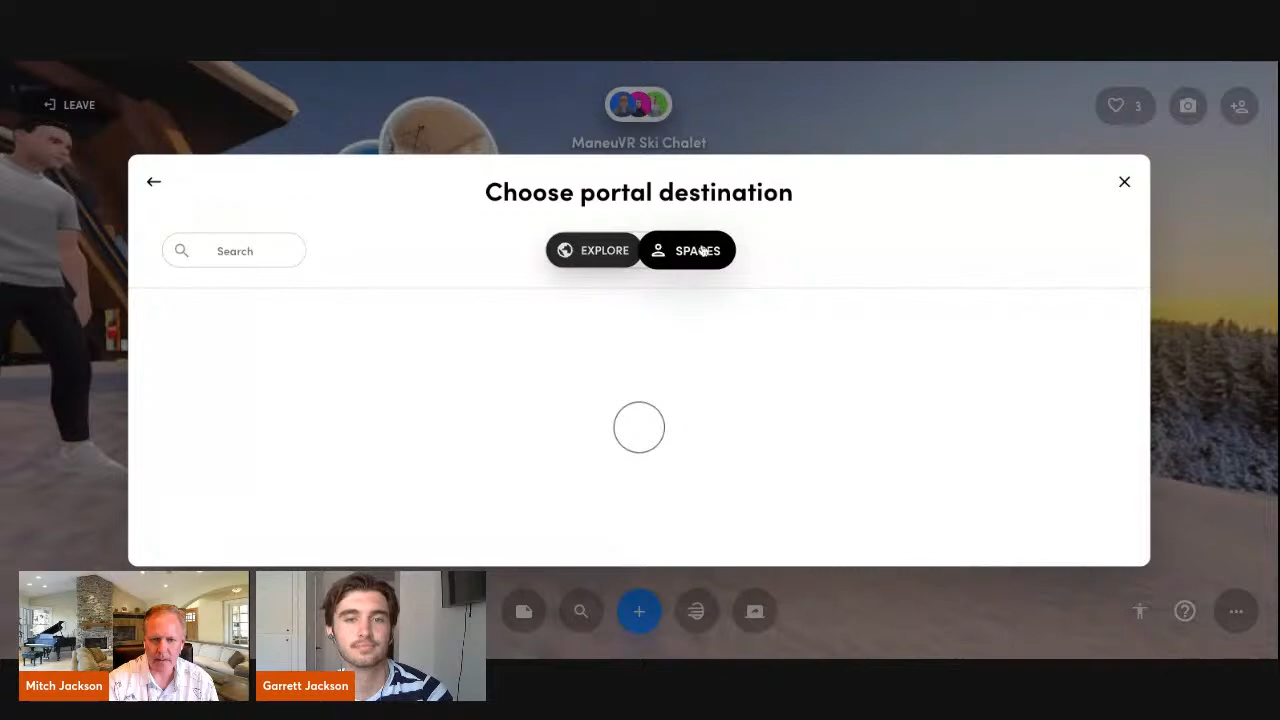 LEAVE
3
ManeuVR Ski Chalet
Choose portal destination
Search
EXPLORE
SPACES
Mitch Jackson
Garrett Jackson